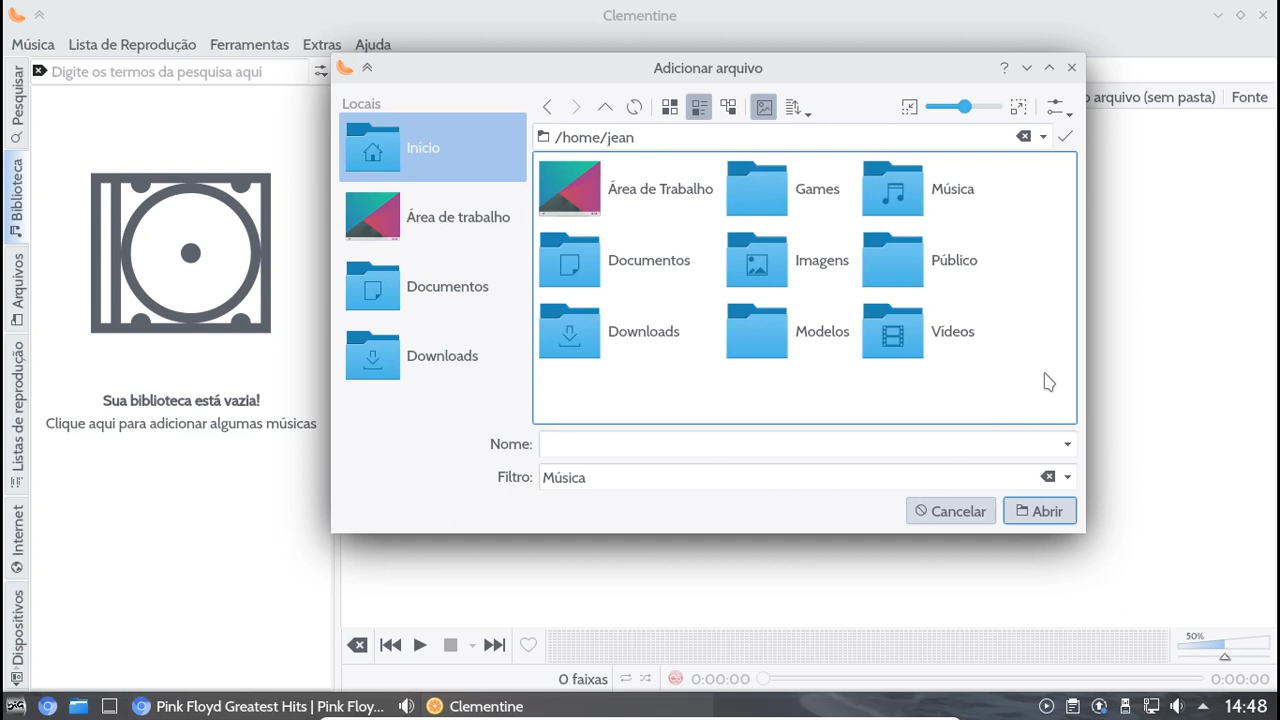 Clementine
Música Lista de Reprodução Ferramentas Extras Ajuda
Digite os termos da pesquisa aqui
Pesquisar
Biblioteca
Arquivos
Listas de reprodução
Internet
Dispositivos
Sua biblioteca está vazia!
Clique aqui para adicionar algumas músicas
Adicionar arquivo
?
Locais
Início
Área de trabalho
Documentos
Downloads
/home/jean
Área de Trabalho Games Música
Documentos Imagens Público
Downloads Modelos Vídeos
Nome:
Filtro: Música
Cancelar Abrir
arquivo (sem pasta) Fonte
50%
0 faixas 0:00:00 0:00:00
Pink Floyd Greatest Hits | Pink Floy... Clementine 14:48